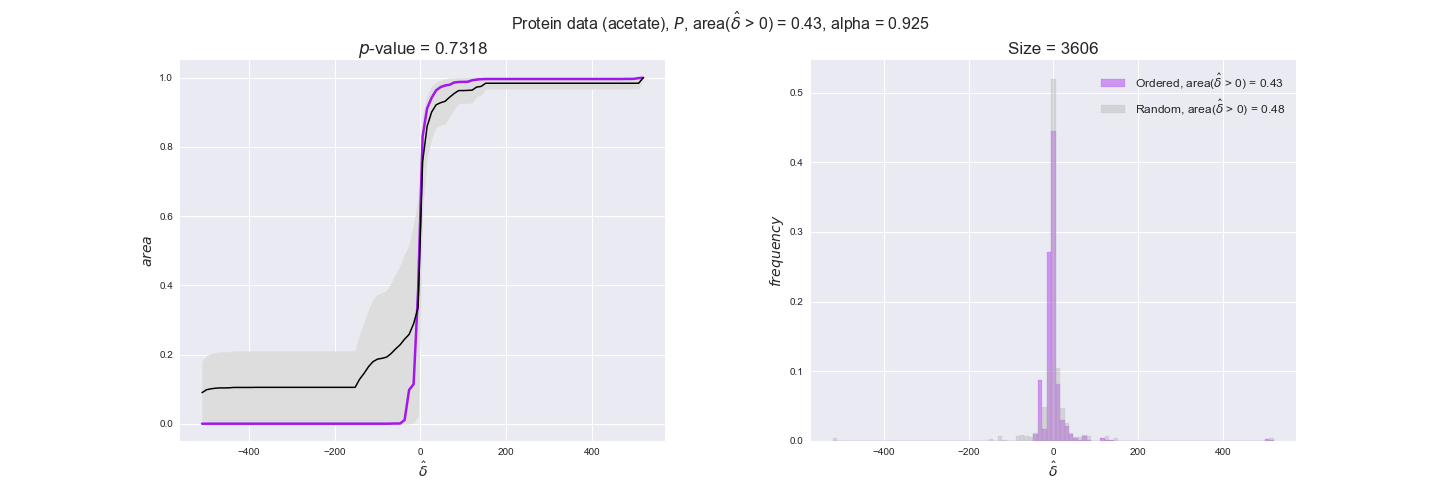 Protein data (acetate), P, area(δ̂ > 0) = 0.43, alpha = 0.925
p-value = 0.7318
1.0
0.8
0.6
0.4
0.2
0.0
area
−400 −200 0 200 400
δ̂
Size = 3606
Ordered, area(δ̂ > 0) = 0.43
Random, area(δ̂ > 0) = 0.48
0.5
0.4
0.3
0.2
0.1
0.0
frequency
−400 −200 0 200 400
δ̂